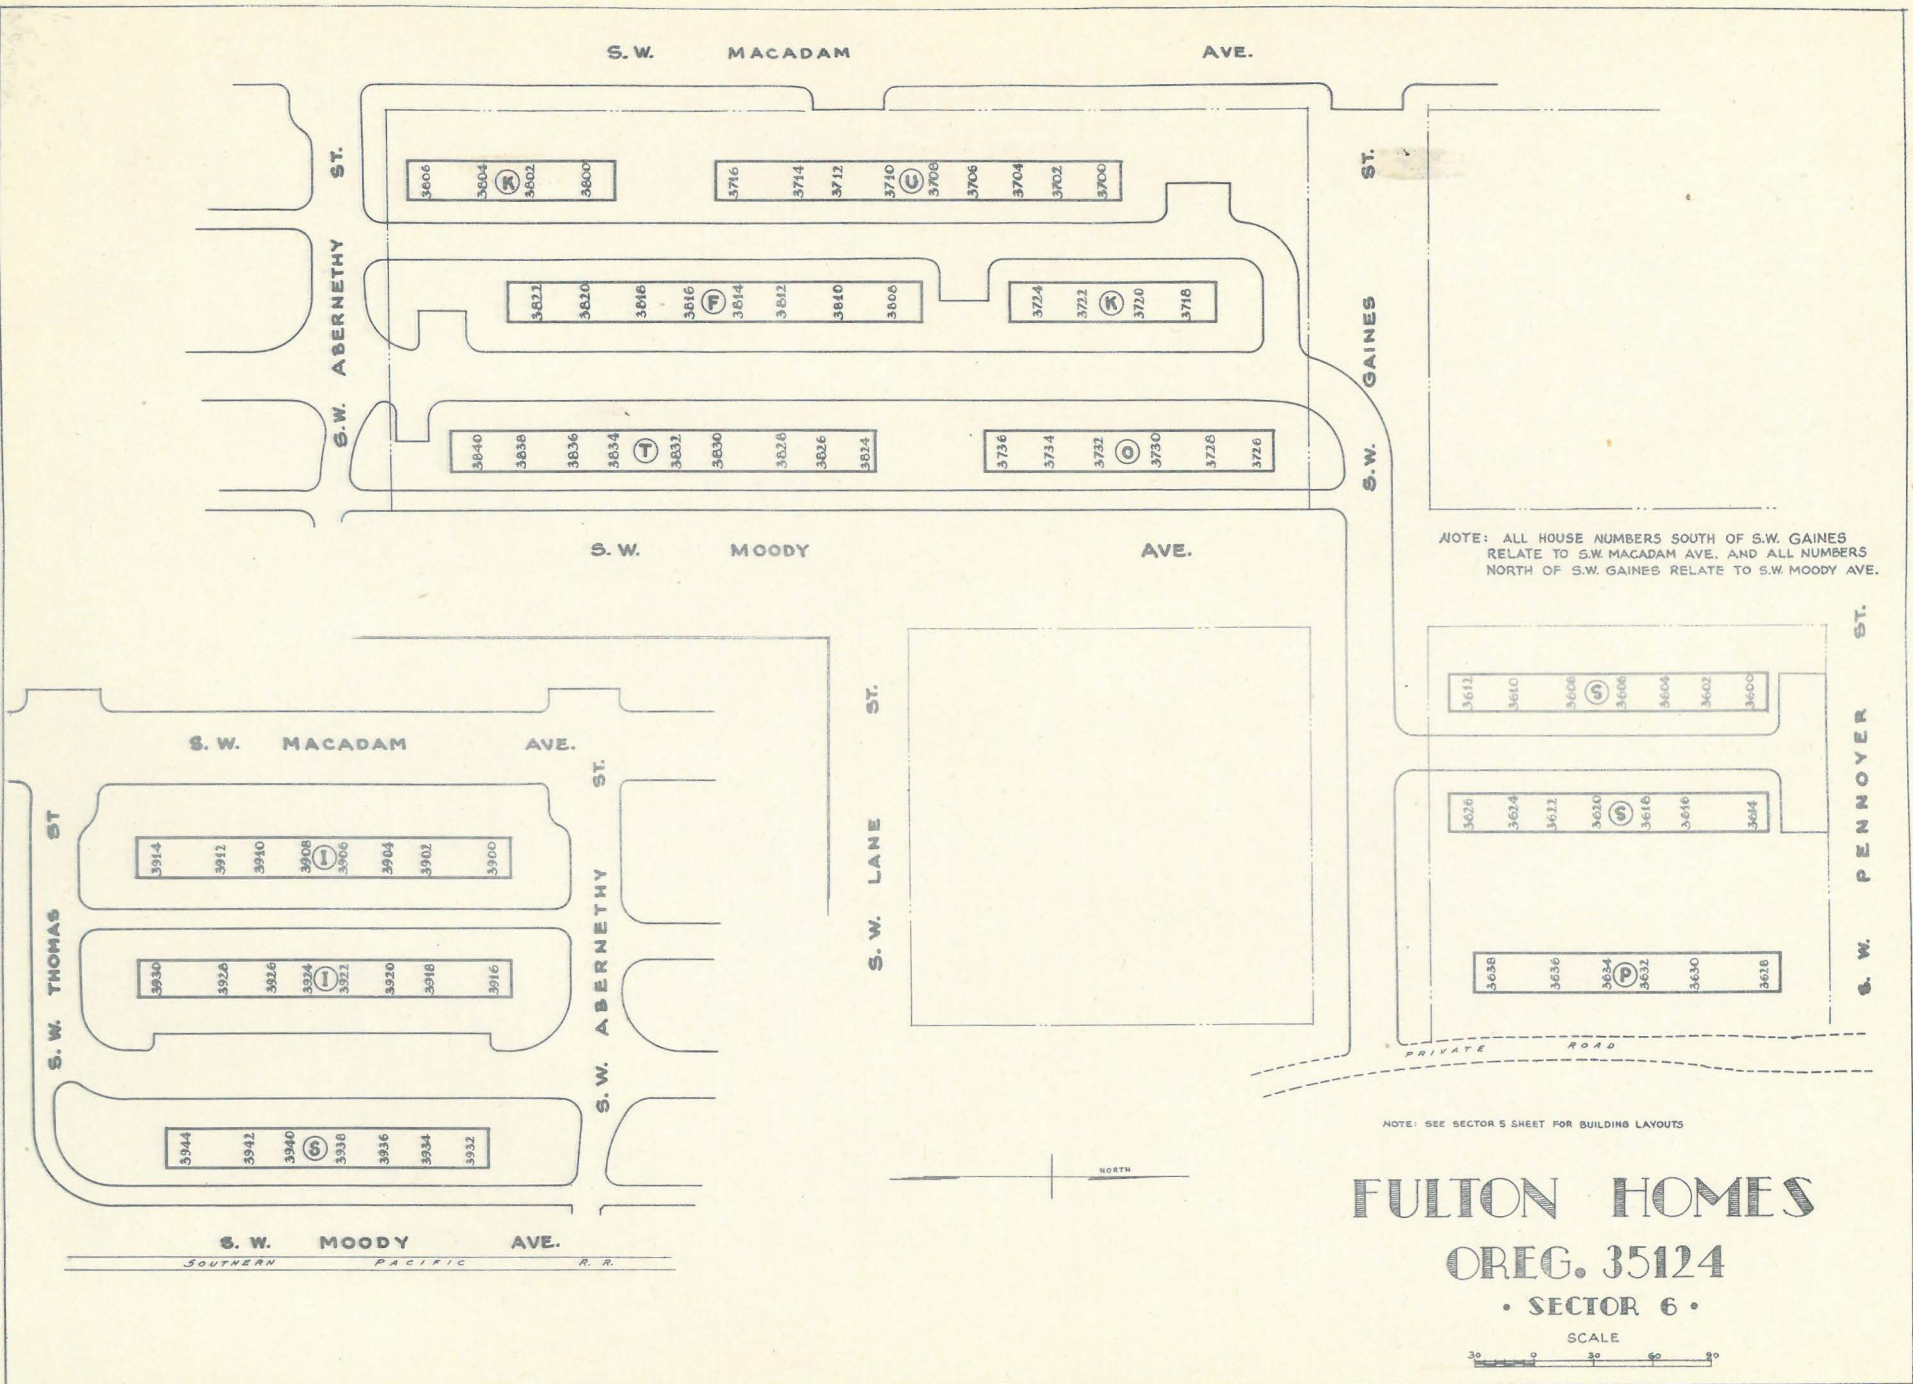 S.W. MACADAM AVE.
S.W. ABERNETHY ST.
3806 3804 K 3802 3800
3716 3714 3712 3710 U 3708 3706 3704 3702 3700
3822 3820 3818 3816 F 3814 3812 3810 3808
3724 3722 K 3720 3718
3840 3838 3836 3834 T 3832 3830 3828 3826 3824
3736 3734 3732 O 3730 3728 3726
S.W. GAINES ST.
S.W. MOODY AVE.
NOTE: ALL HOUSE NUMBERS SOUTH OF S.W. GAINES
RELATE TO S.W. MACADAM AVE. AND ALL NUMBERS
NORTH OF S.W. GAINES RELATE TO S.W. MOODY AVE.
S.W. MACADAM AVE.
S.W. THOMAS ST
3914 3912 3910 3908 I 3906 3904 3902 3900
3930 3928 3926 3924 I 3922 3920 3918 3916
3944 3942 3940 S 3938 3936 3934 3932
S.W. ABERNETHY ST.
S.W. MOODY AVE.
SOUTHERN PACIFIC R.R.
S.W. LANE ST.
3612 3610 3608 S 3606 3604 3602 3600
3626 3624 3622 3620 S 3618 3616 3614
3638 3636 3634 P 3632 3630 3628
S.W. PENNOYER ST.
PRIVATE ROAD
NORTH
NOTE: SEE SECTOR 5 SHEET FOR BUILDING LAYOUTS
FULTON HOMES
OREG. 35124
• SECTOR 6 •
SCALE
30 0 30 60 90